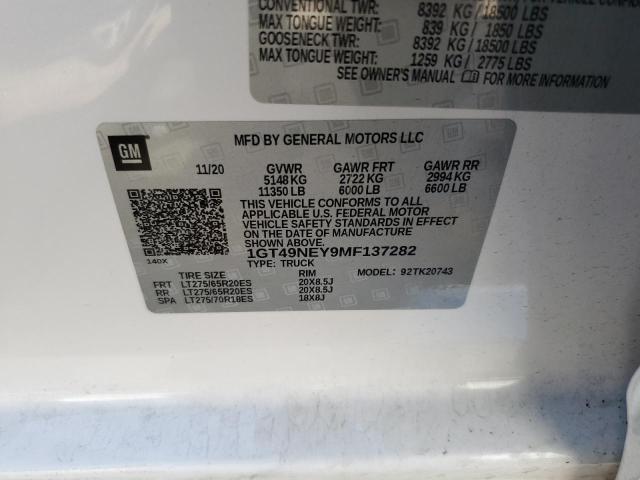 CONVENTIONAL TWR: 8392 KG / 18500 LBS
MAX TONGUE WEIGHT: 839 KG / 1850 LBS
GOOSENECK TWR: 8392 KG / 18500 LBS
MAX TONGUE WEIGHT: 1259 KG / 2775 LBS
SEE OWNER'S MANUAL FOR MORE INFORMATION
GM
MFD BY GENERAL MOTORS LLC
11/20 GVWR GAWR FRT GAWR RR
5148 KG 2722 KG 2994 KG
11350 LB 6000 LB 6600 LB
THIS VEHICLE CONFORMS TO ALL
APPLICABLE U.S. FEDERAL MOTOR
VEHICLE SAFETY STANDARDS IN EFFECT
ON THE DATE OF MANUFACTURE
SHOWN ABOVE.
1GT49NEY9MF137282
140X TYPE: TRUCK
TIRE SIZE RIM MODEL: 92TK20743
FRT LT275/65R20ES 20X8.5J
RR LT275/65R20ES 20X8.5J
SPA LT275/70R18ES 18X8J